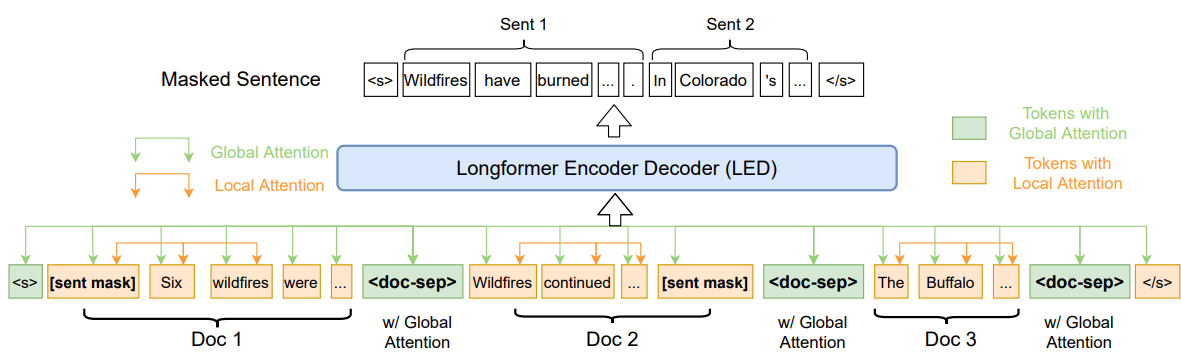 Sent 1 Sent 2
Masked Sentence <s> Wildfires have burned ... . In Colorado 's ... </s>
Tokens with
Global Attention
Global Attention
Tokens with
Local Attention
Local Attention
Longformer Encoder Decoder (LED)
<s> [sent mask] Six wildfires were ... <doc-sep> Wildfires continued ... [sent mask] <doc-sep> The Buffalo ... <doc-sep> </s>
Doc 1 w/ Global Attention Doc 2 w/ Global Attention Doc 3 w/ Global Attention